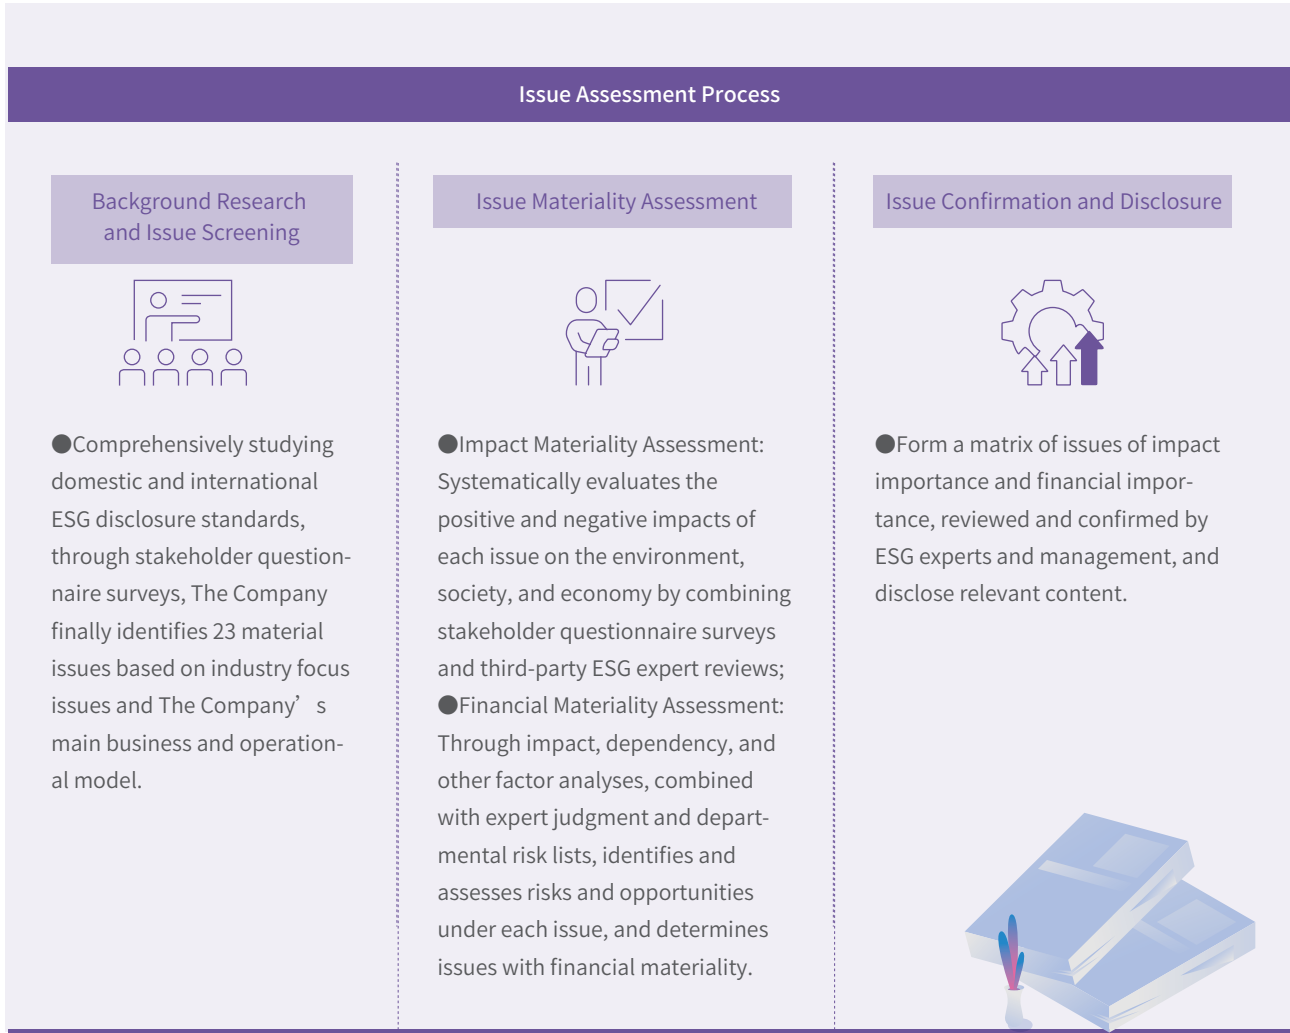 Issue Assessment Process
Background Research
and Issue Screening
●Comprehensively studying
domestic and international
ESG disclosure standards,
through stakeholder question-
naire surveys, The Company
finally identifies 23 material
issues based on industry focus
issues and The Company’ s
main business and operation-
al model.
Issue Materiality Assessment
●Impact Materiality Assessment:
Systematically evaluates the
positive and negative impacts of
each issue on the environment,
society, and economy by combining
stakeholder questionnaire surveys
and third-party ESG expert reviews;
●Financial Materiality Assessment:
Through impact, dependency, and
other factor analyses, combined
with expert judgment and depart-
mental risk lists, identifies and
assesses risks and opportunities
under each issue, and determines
issues with financial materiality.
Issue Confirmation and Disclosure
●Form a matrix of issues of impact
importance and financial impor-
tance, reviewed and confirmed by
ESG experts and management, and
disclose relevant content.